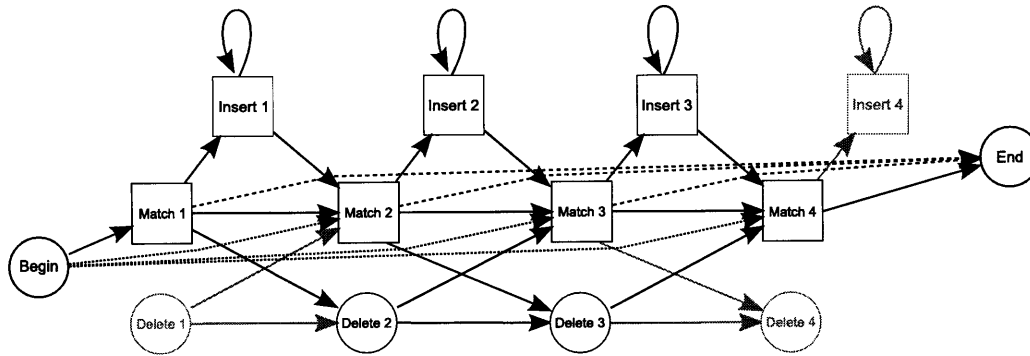 Insert 1
Insert 2
Insert 3
Insert 4
End
Match 1
Match 2
Match 3
Match 4
Begin
Delete 1
Delete 2
Delete 3
Delete 4